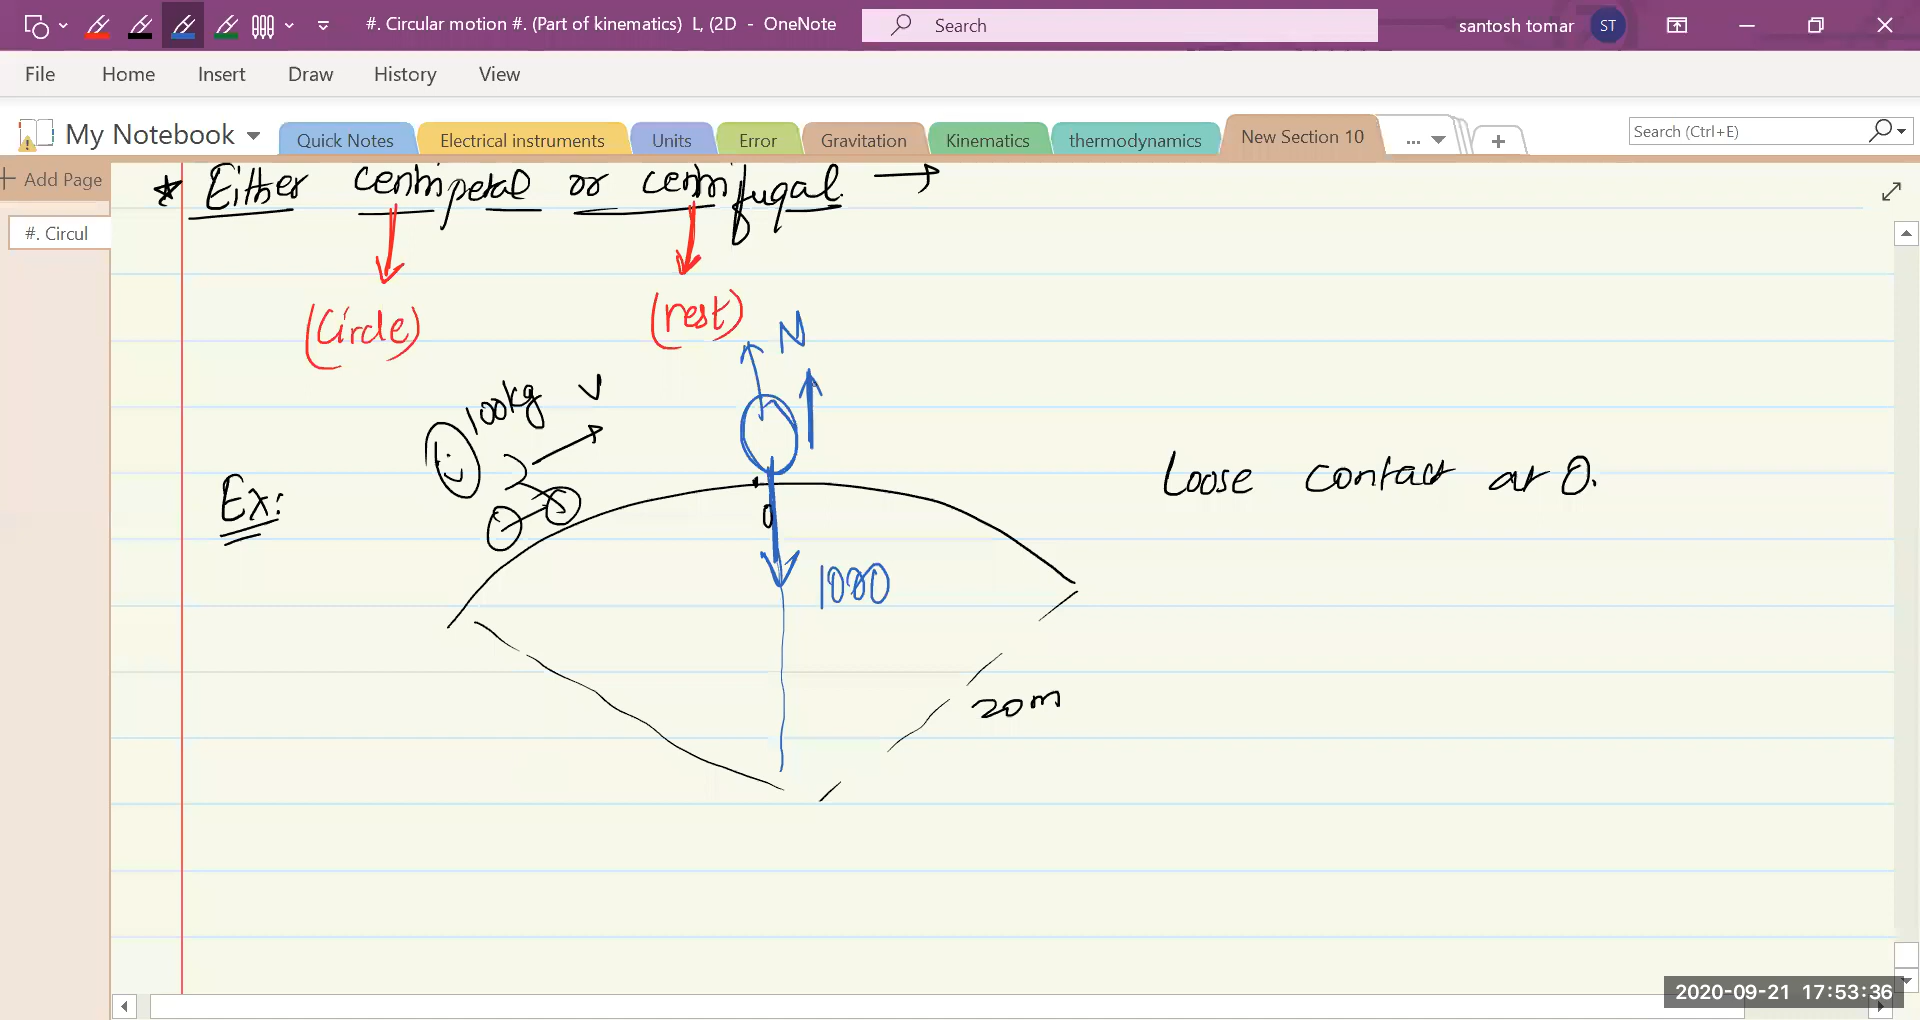 #. Circular motion #. (Part of kinematics) L, (2D - OneNote
Search
santosh tomar
ST
File Home Insert Draw History View
My Notebook
Quick Notes
Electrical instruments
Units
Error
Gravitation
Kinematics
thermodynamics
New Section 10
...
+
Search (Ctrl+E)
+ Add Page
#. Circul
* Either centripetal or centrifugal. →
(Circle)
(rest)
N
100kg
V
Ex:
Loose contact at O.
O
1000
20m
2020-09-21 17:53:36